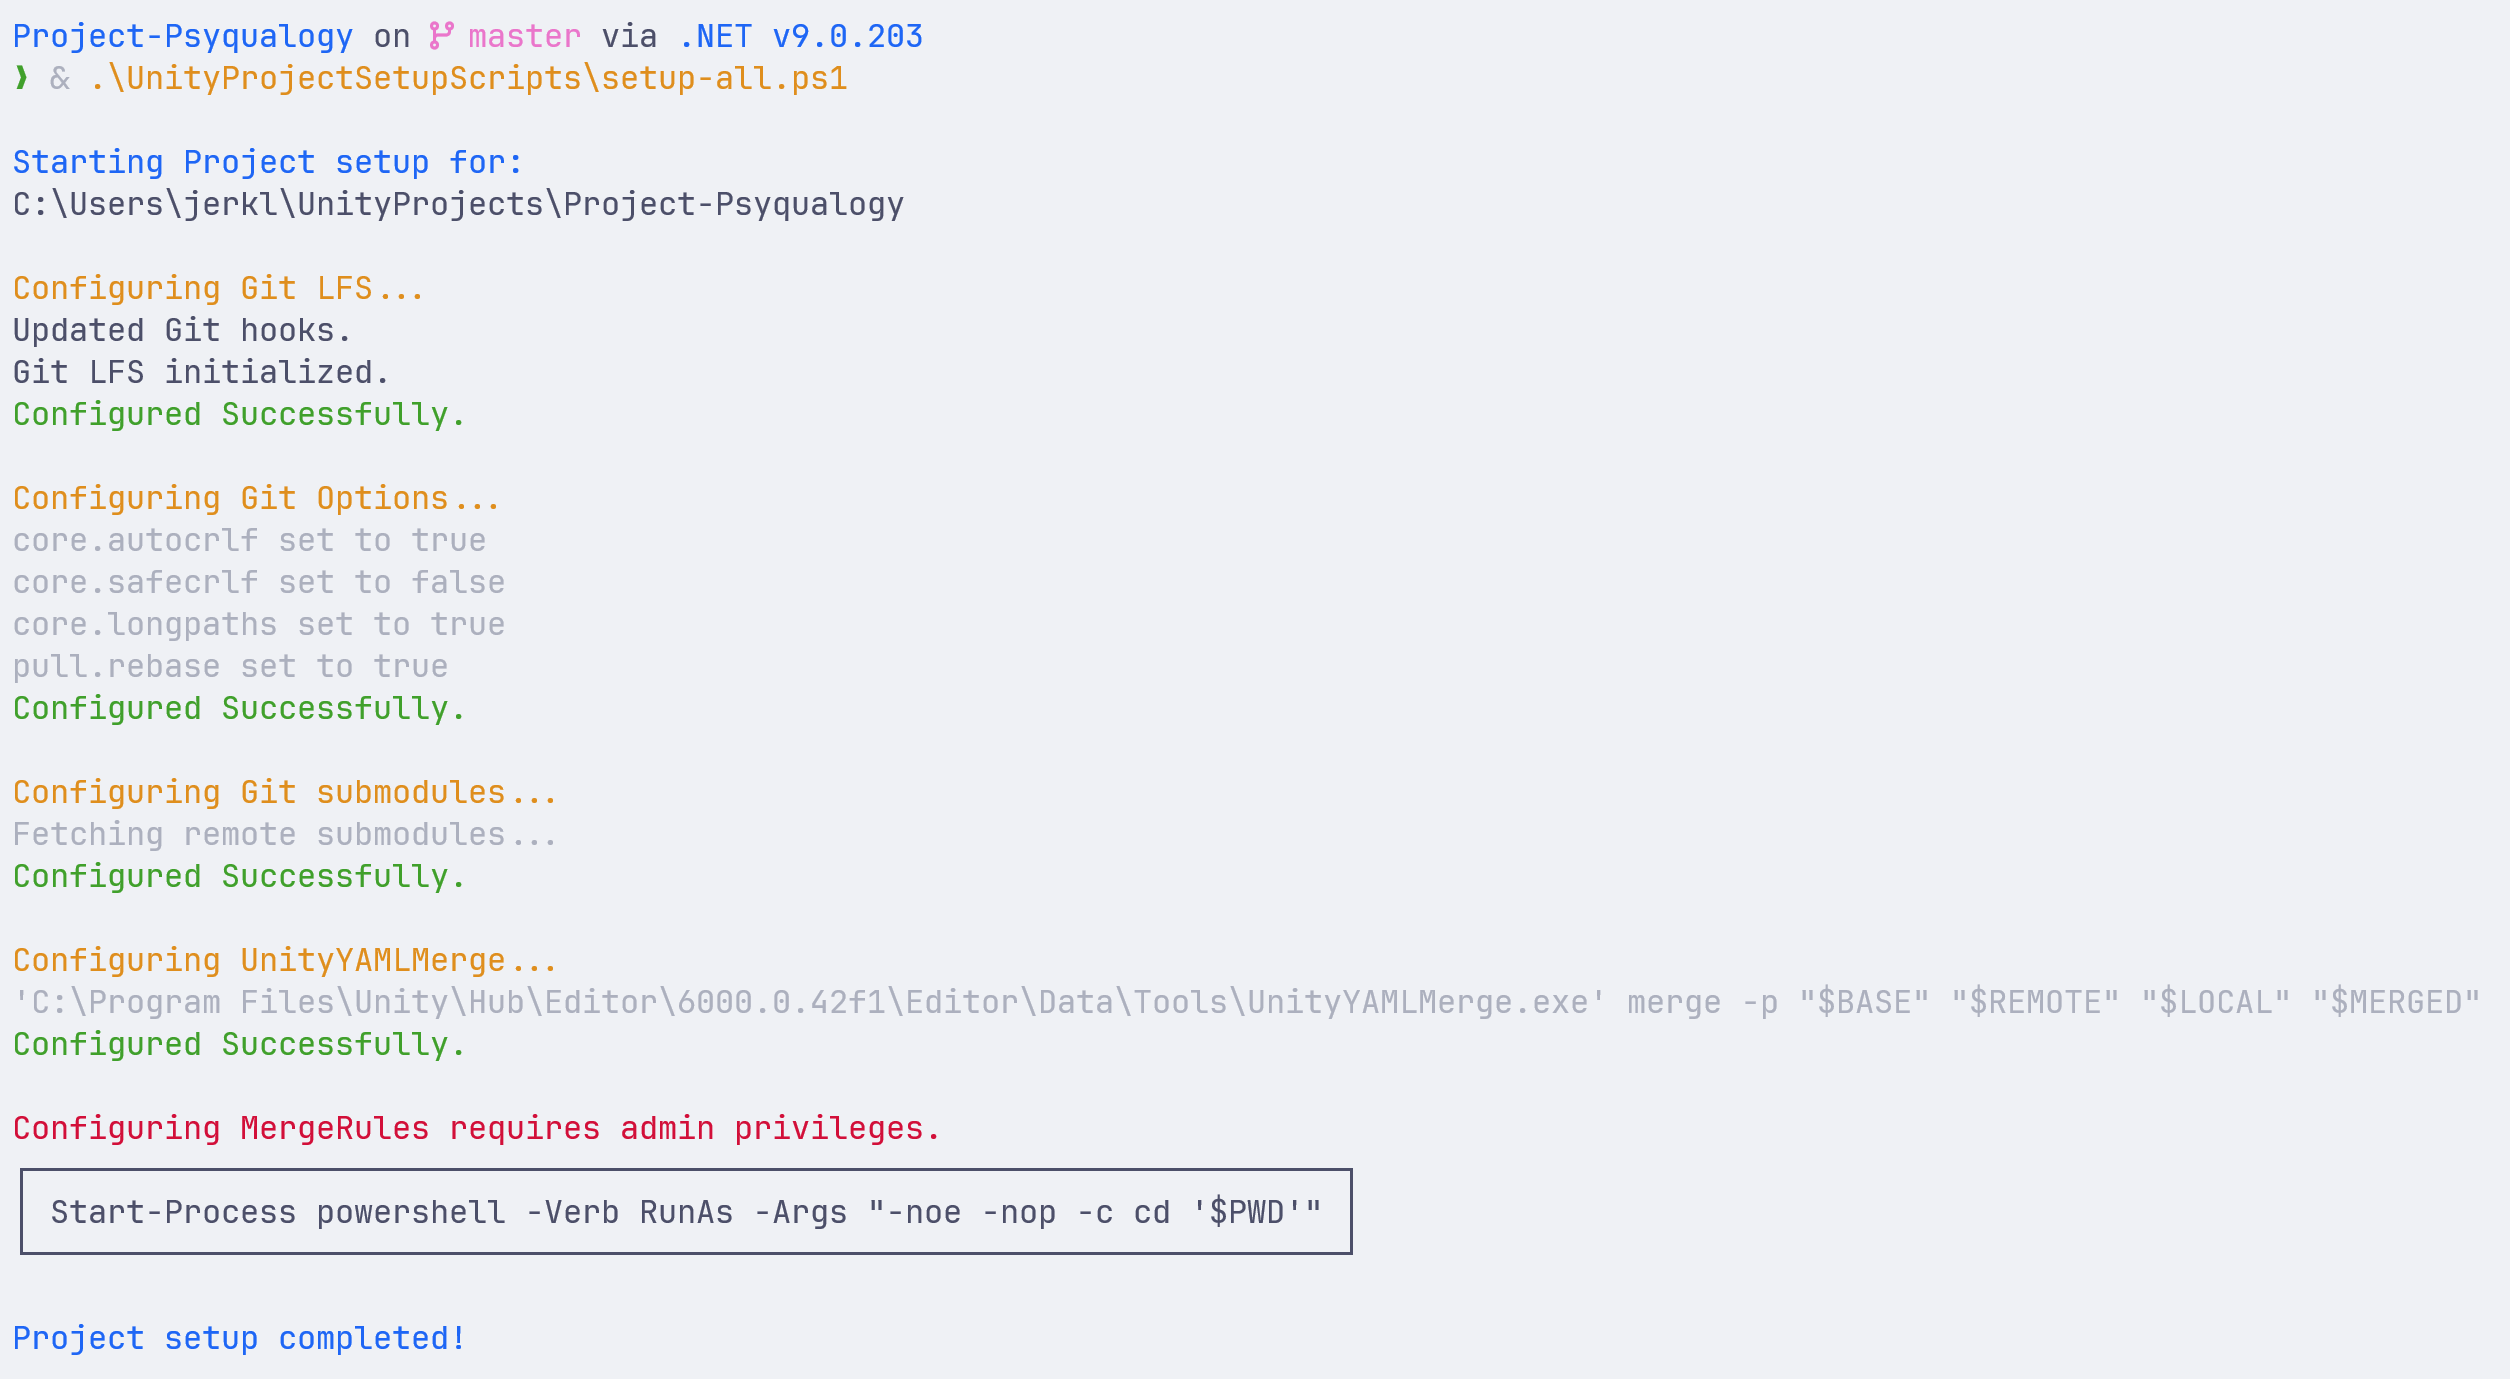 Project-Psyqualogy on master via .NET v9.0.203
❱ & .\UnityProjectSetupScripts\setup-all.ps1
Starting Project setup for:
C:\Users\jerkl\UnityProjects\Project-Psyqualogy
Configuring Git LFS...
Updated Git hooks.
Git LFS initialized.
Configured Successfully.
Configuring Git Options...
core.autocrlf set to true
core.safecrlf set to false
core.longpaths set to true
pull.rebase set to true
Configured Successfully.
Configuring Git submodules...
Fetching remote submodules...
Configured Successfully.
Configuring UnityYAMLMerge...
'C:\Program Files\Unity\Hub\Editor\6000.0.42f1\Editor\Data\Tools\UnityYAMLMerge.exe' merge -p "$BASE" "$REMOTE" "$LOCAL" "$MERGED"
Configured Successfully.
Configuring MergeRules requires admin privileges.
Start-Process powershell -Verb RunAs -Args "-noe -nop -c cd '$PWD'"
Project setup completed!